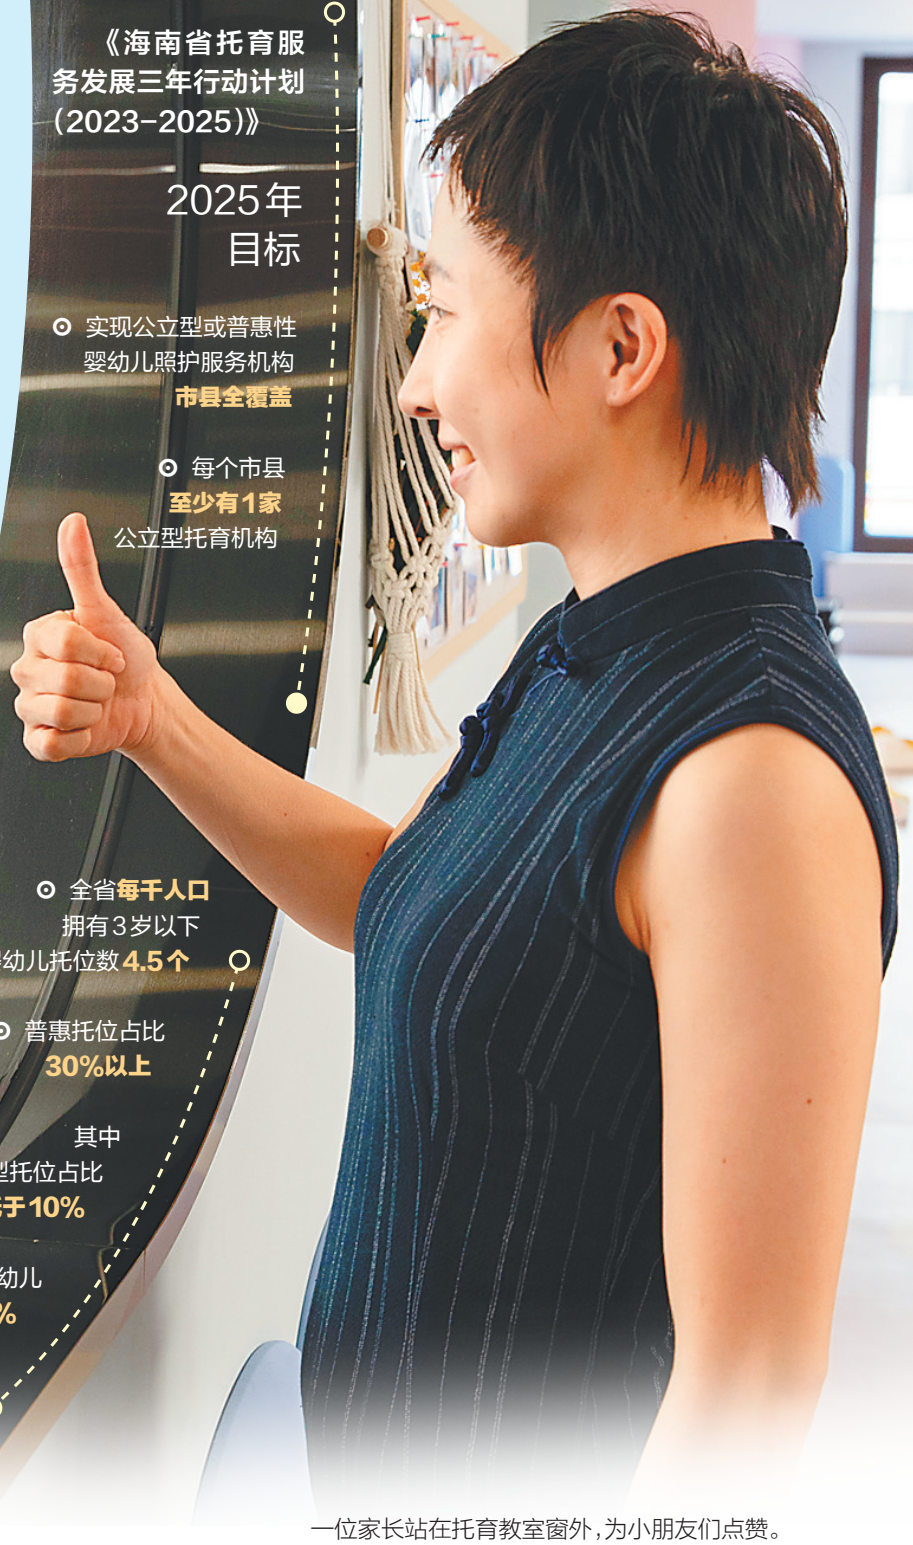 《海南省托育服
务发展三年行动计划
（2023-2025）》
2025年
目标
实现公立型或普惠性
婴幼儿照护服务机构
市县全覆盖
每个市县
至少有1家
公立型托育机构
全省每千人口
拥有3岁以下
幼儿托位数4.5个
普惠托位占比
30%以上
其中
型托位占比
于10%
幼儿
%
一位家长站在托育教室窗外，为小朋友们点赞。